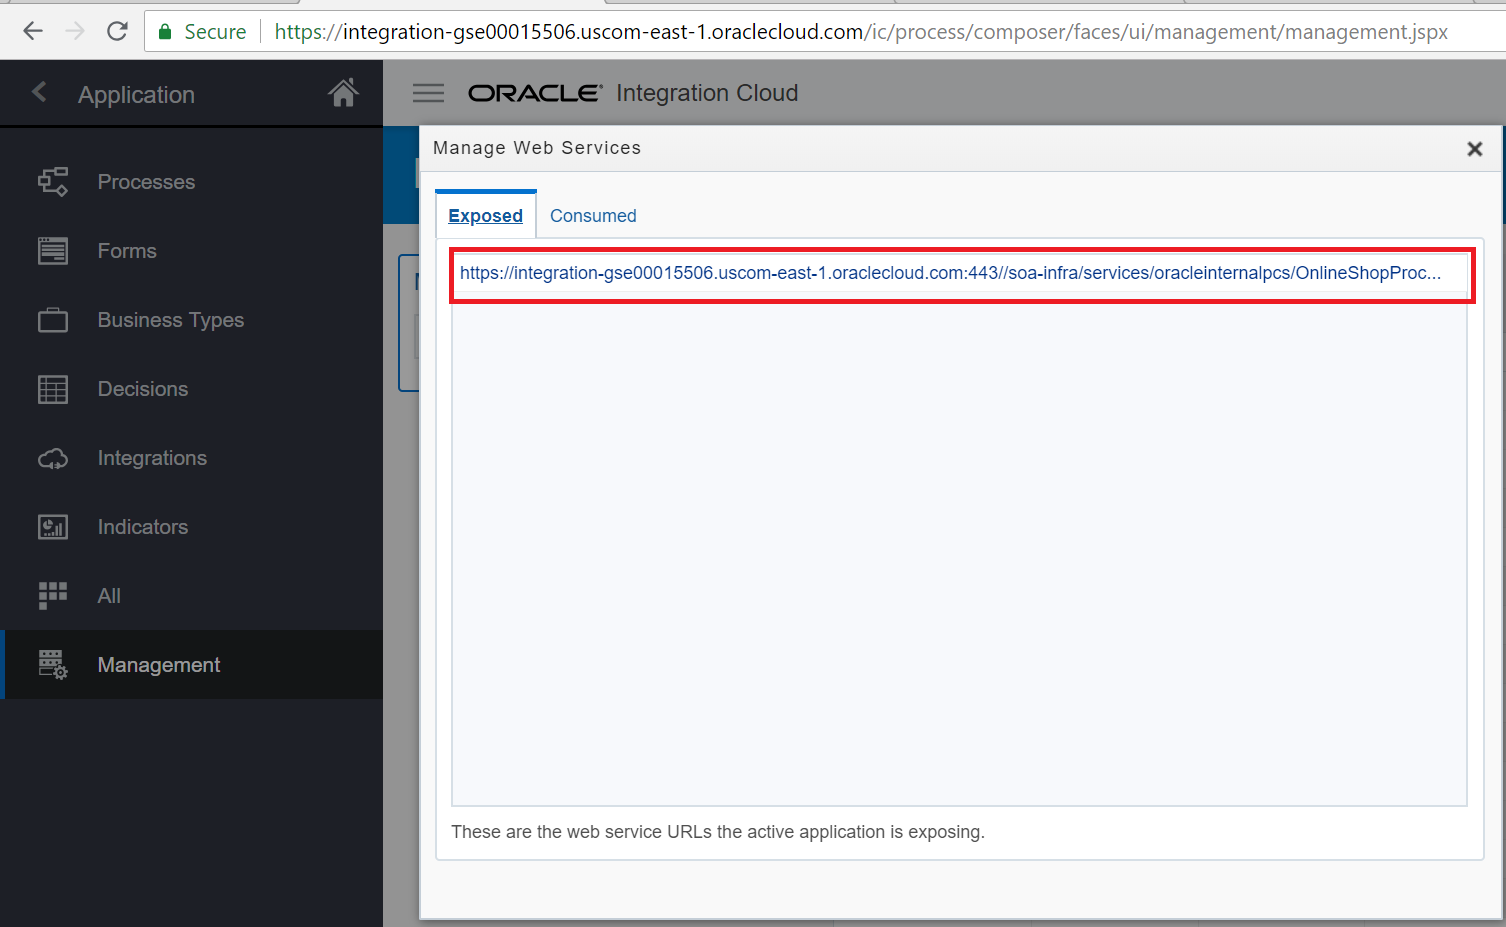 Secure https://integration-gse00015506.uscom-east-1.oraclecloud.com/ic/process/composer/faces/ui/management/management.jspx
Application
ORACLE Integration Cloud
Processes
Forms
Business Types
Decisions
Integrations
Indicators
All
Management
Manage Web Services
Exposed Consumed
https://integration-gse00015506.uscom-east-1.oraclecloud.com:443//soa-infra/services/oracleinternalpcs/OnlineShopProc...
These are the web service URLs the active application is exposing.